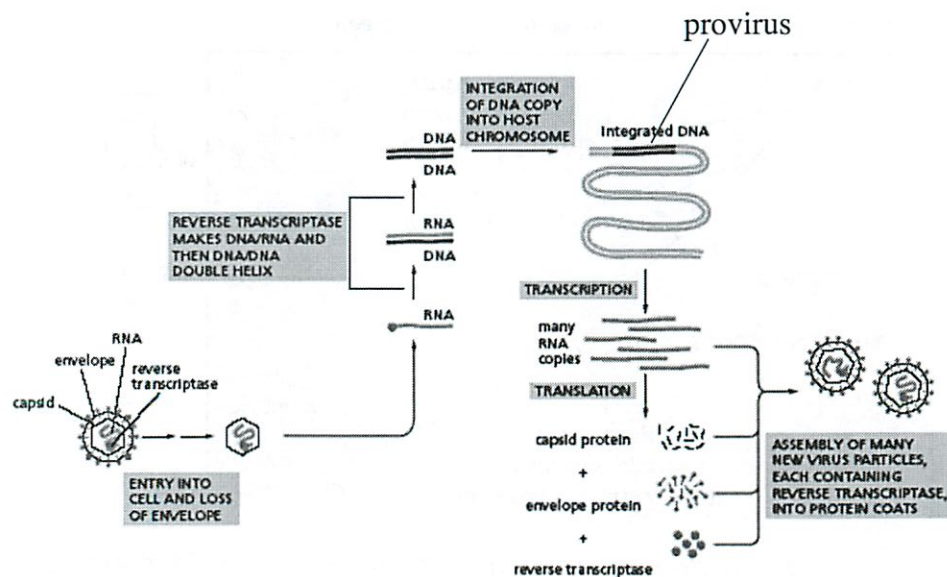 provirus
INTEGRATION
OF DNA COPY
INTO HOST
CHROMOSOME
Integrated DNA
DNA
DNA
REVERSE TRANSCRIPTASE
MAKES DNA/RNA AND
THEN DNA/DNA
DOUBLE HELIX
RNA
DNA
RNA
TRANSCRIPTION
many
RNA
copies
TRANSLATION
RNA
envelope
reverse
transcriptase
capsid
ENTRY INTO
CELL AND LOSS
OF ENVELOPE
capsid protein
+
envelope protein
+
reverse transcriptase
ASSEMBLY OF MANY
NEW VIRUS PARTICLES,
EACH CONTAINING
REVERSE TRANSCRIPTASE,
INTO PROTEIN COATS